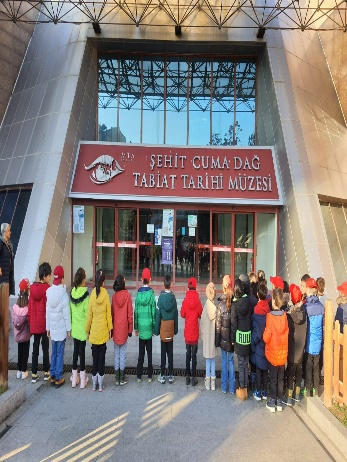 ŞEHİT CUMA DAĞ
TABİAT TARİHİ MÜZESİ